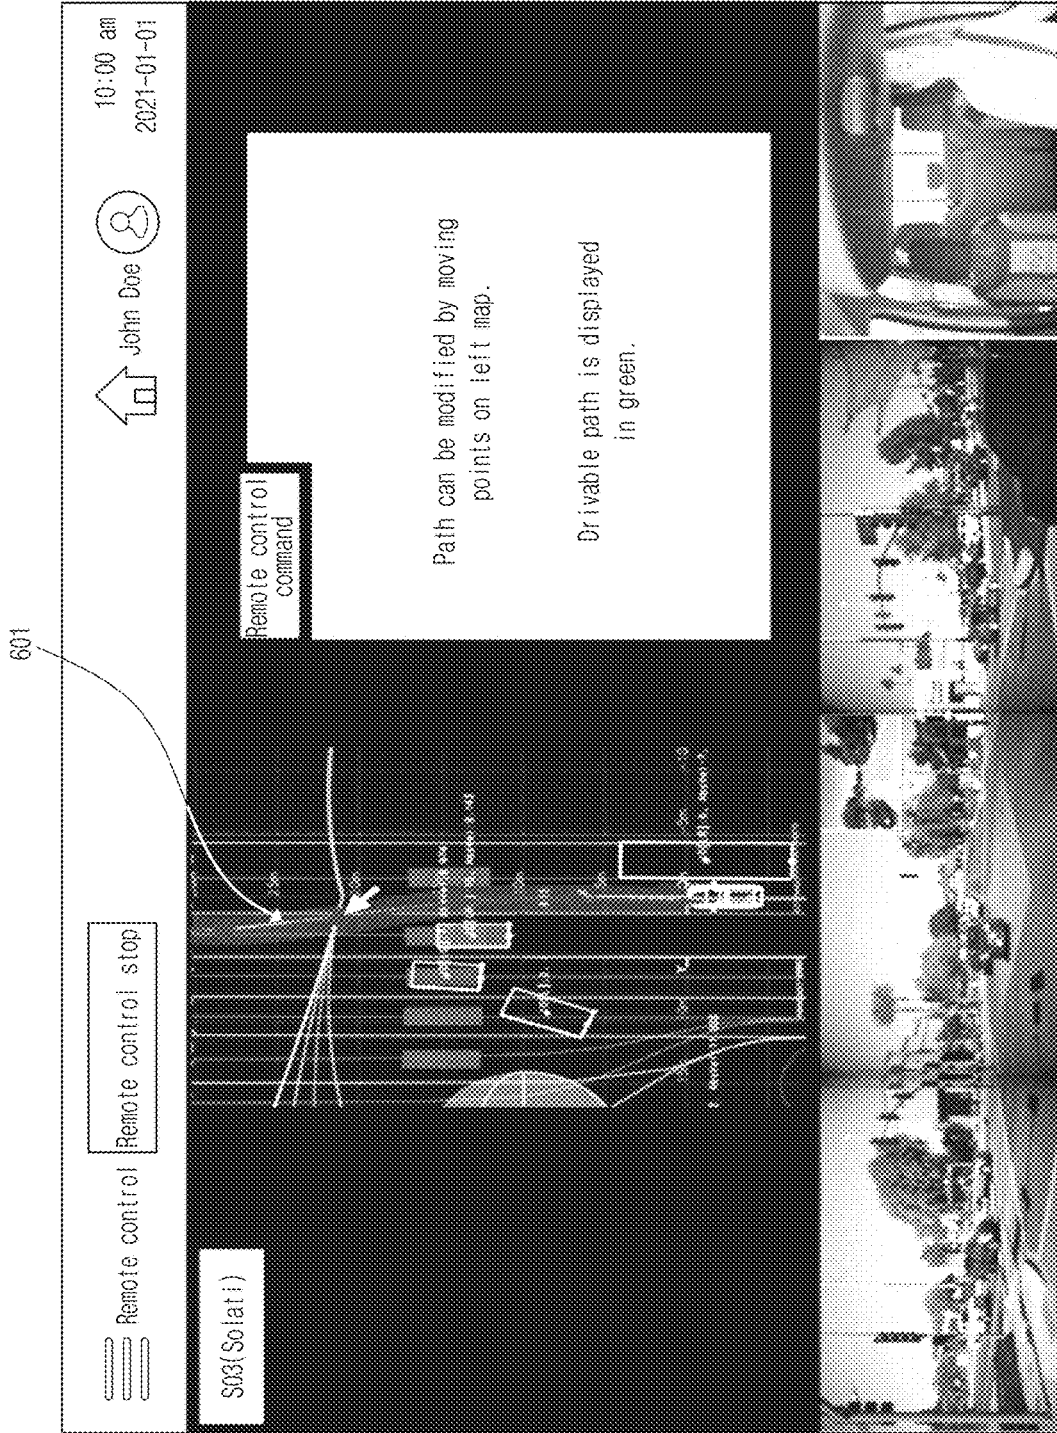 601
Remote control
Remote control stop
John Doe
10:00 am
2021-01-01
S03(Solati)
Remote control
command
Path can be modified by moving
points on left map.
Drivable path is displayed
in green.